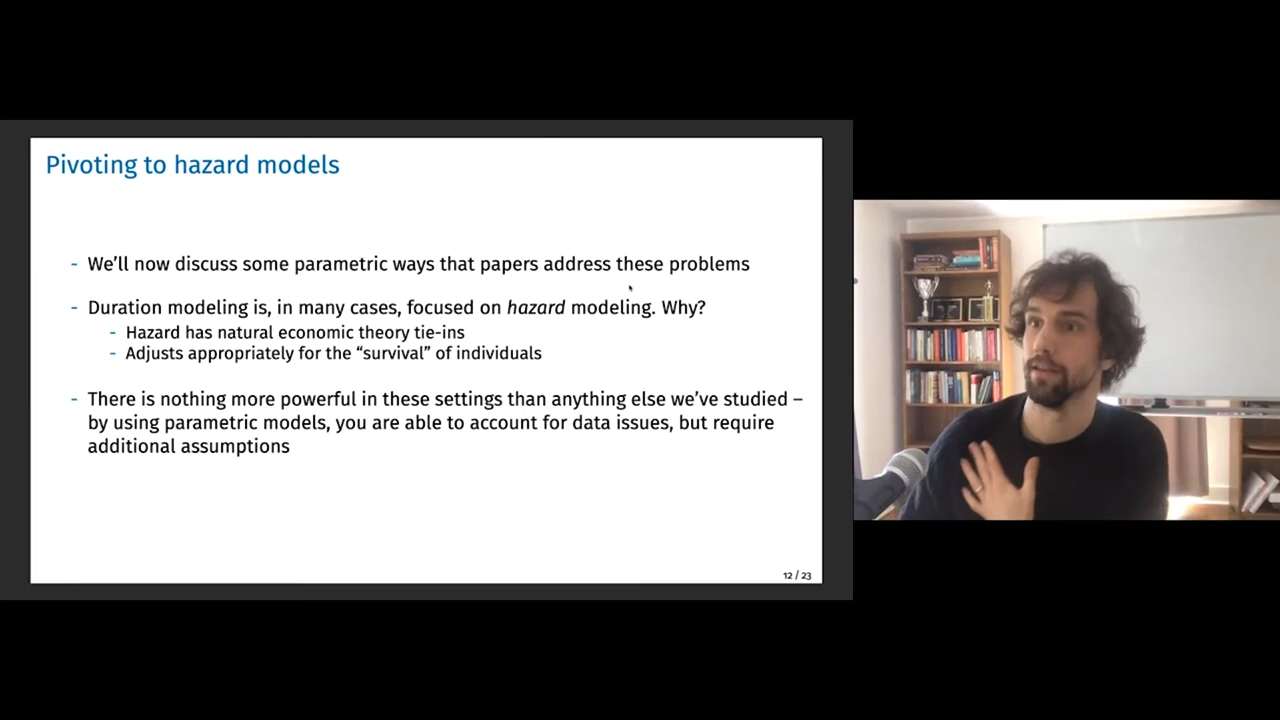 Pivoting to hazard models
- We’ll now discuss some parametric ways that papers address these problems
- Duration modeling is, in many cases, focused on hazard modeling. Why?
- Hazard has natural economic theory tie-ins
- Adjusts appropriately for the “survival” of individuals
- There is nothing more powerful in these settings than anything else we’ve studied –
by using parametric models, you are able to account for data issues, but require
additional assumptions
12 / 23